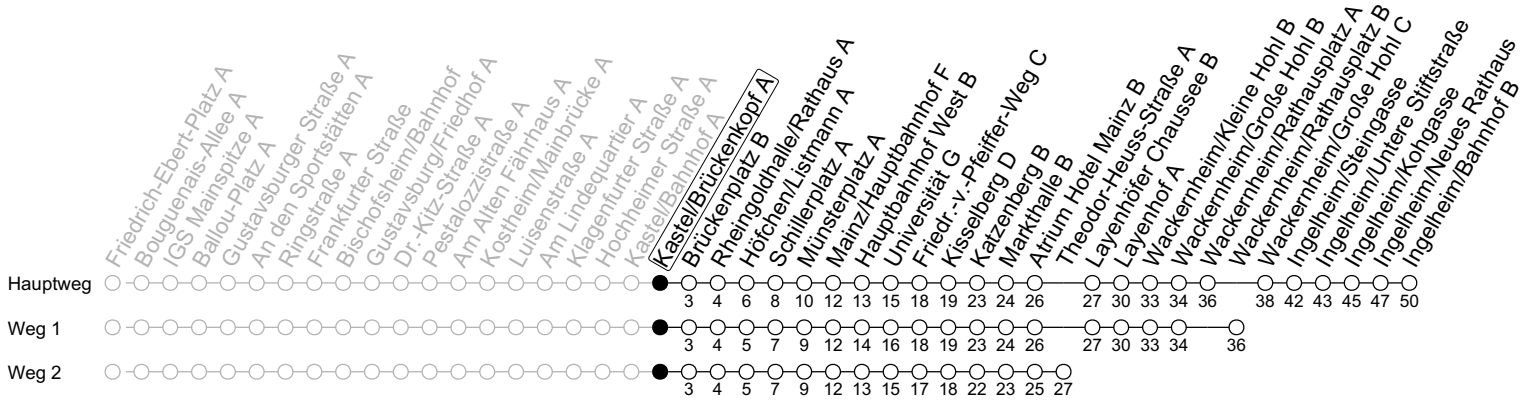 Friedrich-Ebert-Platz A
Bouguenais-Allee A
IGS Mainspitze A
Ballou-Platz A
Gustavsburger Straße A
An den Sportstätten A
Ringstraße A
Frankfurter Straße
Bischofsheim/Bahnhof
Gustavsburg/Friedhof A
Dr.-Kitz-Straße A
Pestalozzistraße A
Am Alten Fährhaus A
Kostheim/Mainbrücke A
Luisenstraße A
Am Lindequartier A
Klagenfurter Straße A
Hochheimer Straße A
Kastel/Bahnhof A
Kastel/Brückenkopf A
Brückenplatz B
Rheingoldhalle/Rathaus A
Höfchen/Listmann A
Schillerplatz A
Münsterplatz A
Mainz/Hauptbahnhof F
Hauptbahnhof West B
Universität G
Friedr.-v.-Pfeiffer-Weg C
Kisselberg D
Katzenberg B
Markthalle B
Atrium Hotel Mainz B
Theodor-Heuss-Straße A
Layenhöfer Chaussee B
Layenhof A
Wackernheim/Kleine Hohl B
Wackernheim/Große Hohl B
Wackernheim/Rathausplatz A
Wackernheim/Rathausplatz B
Wackernheim/Große Hohl C
Ingelheim/Steingasse
Ingelheim/Untere Stiftstraße
Ingelheim/Kohgasse
Ingelheim/Neues Rathaus
Ingelheim/Bahnhof B
Hauptweg
3 4 6 8 10 12 13 15 18 19 23 24 26 27 30 33 34 36 38 42 43 45 47 50
Weg 1
3 4 5 7 9 12 14 16 18 19 23 24 26 27 30 33 34 36
Weg 2
3 4 5 7 9 12 13 15 17 18 22 23 25 27